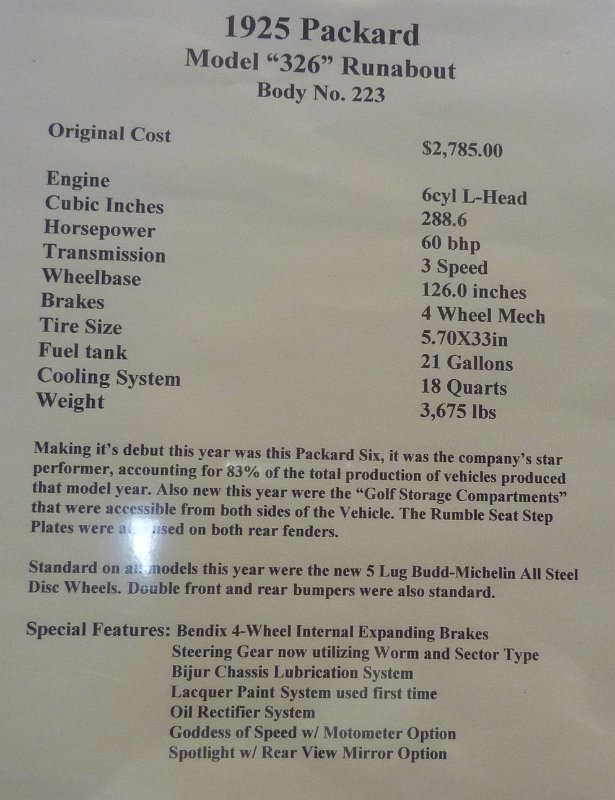 1925 Packard
Model “326” Runabout
Body No. 223
Original Cost $2,785.00
Engine 6cyl L-Head
Cubic Inches 288.6
Horsepower 60 bhp
Transmission 3 Speed
Wheelbase 126.0 inches
Brakes 4 Wheel Mech
Tire Size 5.70X33in
Fuel tank 21 Gallons
Cooling System 18 Quarts
Weight 3,675 lbs
Making it’s debut this year was this Packard Six, it was the company’s star
performer, accounting for 83% of the total production of vehicles produced
that model year. Also new this year were the “Golf Storage Compartments”
that were accessible from both sides of the Vehicle. The Rumble Seat Step
Plates were used on both rear fenders.
Standard on all models this year were the new 5 Lug Budd-Michelin All Steel
Disc Wheels. Double front and rear bumpers were also standard.
Special Features: Bendix 4-Wheel Internal Expanding Brakes
Steering Gear now utilizing Worm and Sector Type
Bijur Chassis Lubrication System
Lacquer Paint System used first time
Oil Rectifier System
Goddess of Speed w/ Motometer Option
Spotlight w/ Rear View Mirror Option